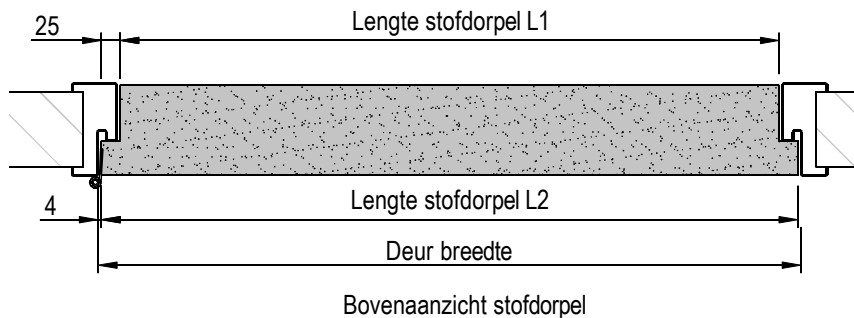 25
Lengte stofdorpel L1
Lengte stofdorpel L2
4
Deur breedte
Bovenaanzicht stofdorpel